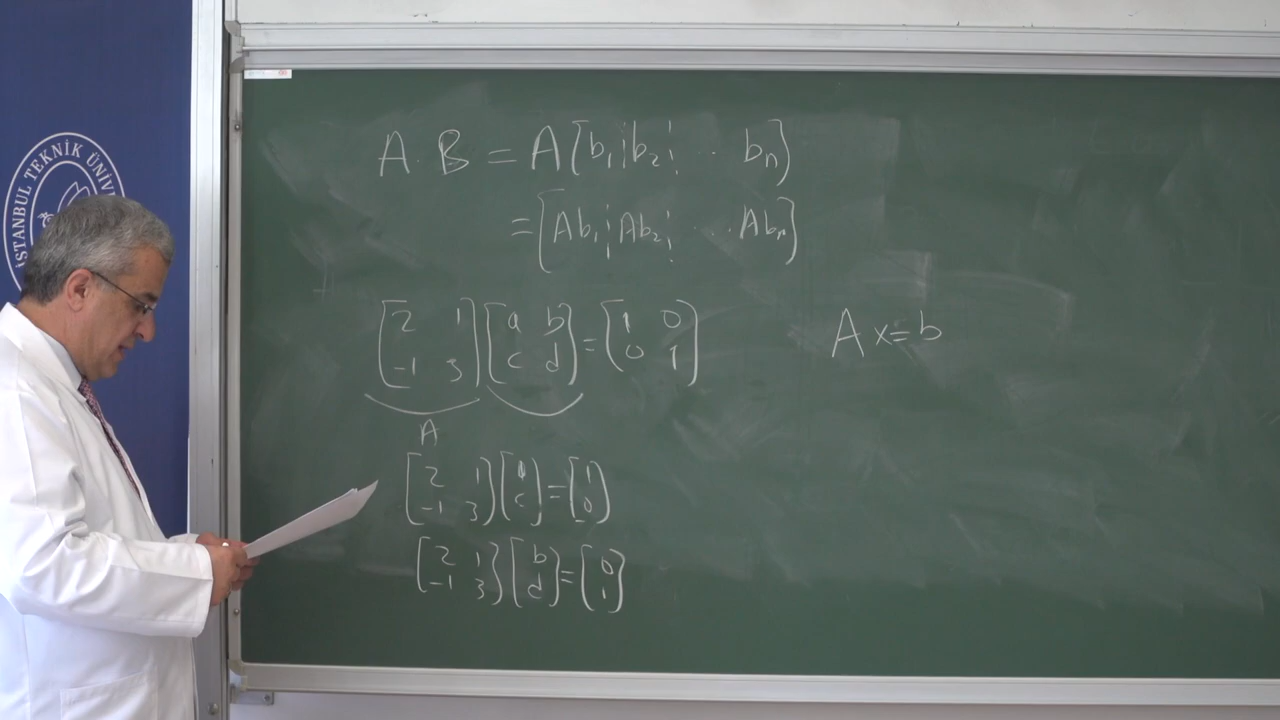 İSTANBUL TEKNİK ÜNİV
A . B = A [b₁ ¦ b₂ ¦ . . bₙ]
= [Ab₁ ¦ Ab₂ ¦ . . . Abₙ]
[2 1; -1 3] [a b; c d] = [1 0; 0 1]
A x = b
A
[2 1; -1 3] [a; c] = [1; 0]
[2 1; -1 3] [b; d] = [0; 1]